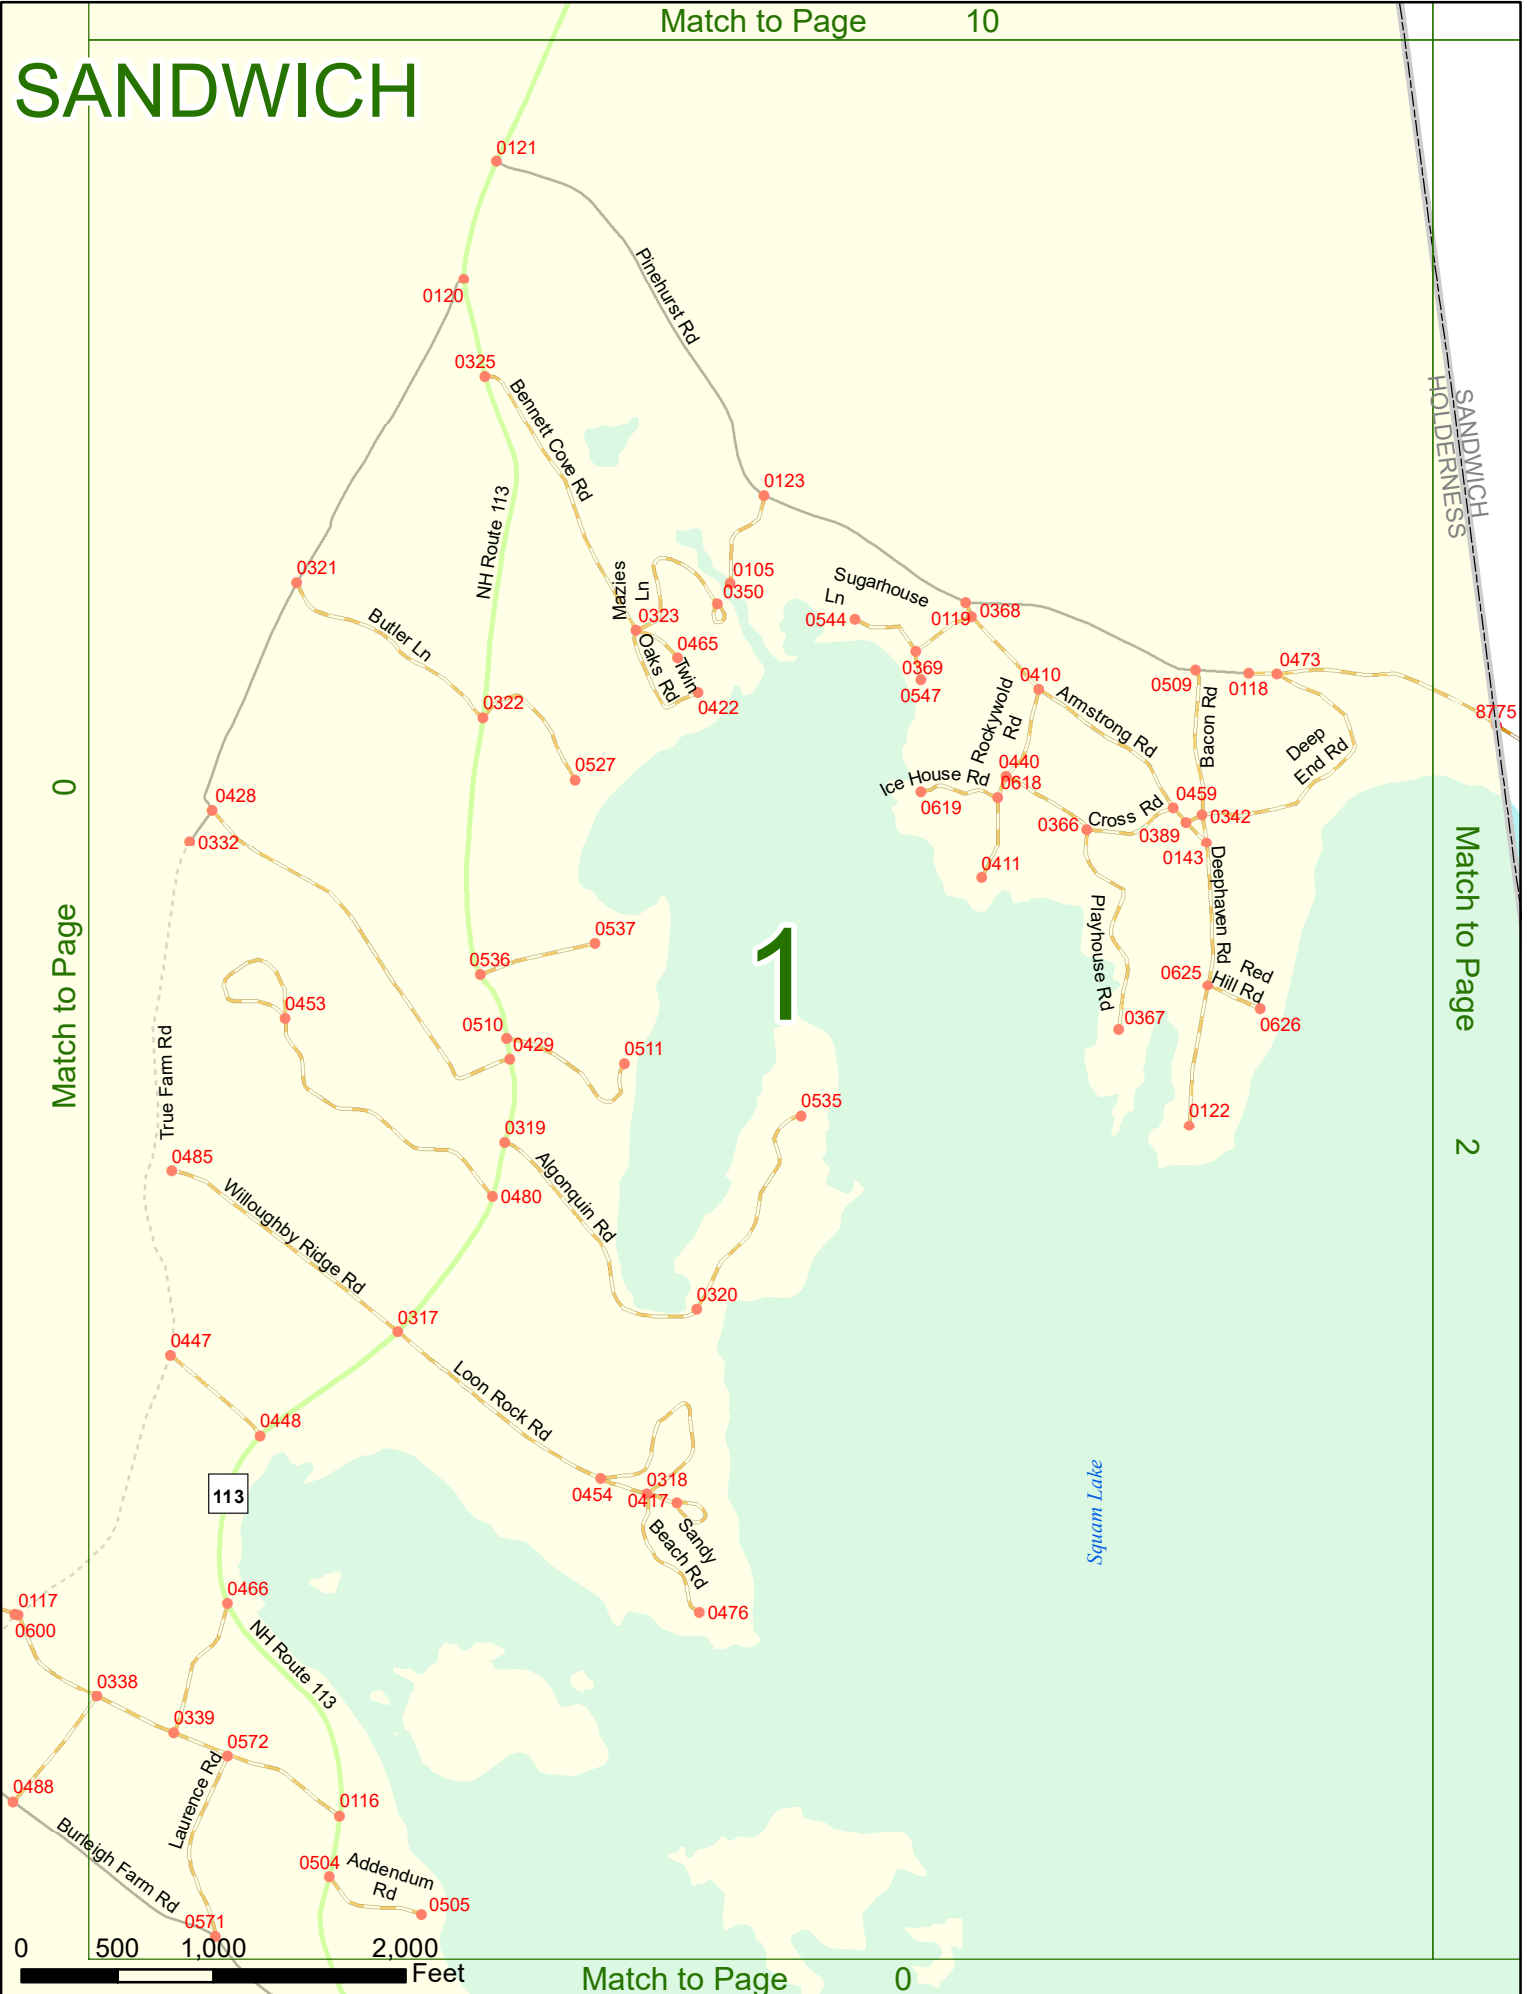 Match to Page 10
SANDWICH
0121
Pinehurst Rd
0120
0325
Bennett Cove Rd
SANDWICH
HOLDERNESS
NH Route 113
0123
0321
Mazies
Ln
0105
0350
Sugarhouse
Ln
0544
0119
0368
Butler Ln
0323
0465
Oaks Rd
Twin
0422
0369
0547
0410
0509
0118
0473
8775
0322
Rockywold
Rd
Armstrong Rd
Bacon Rd
Deep
End Rd
0527
0440
Ice House Rd
0618
0619
0428
0332
Cross Rd
0459
0366
0389
0342
0143
0411
Match to Page 0
Match to Page 2
1
Deephaven Rd
Playhouse Rd
0537
0536
0625
Red
Hill Rd
0626
0453
0510
0429
0511
0367
True Farm Rd
0535
0122
0319
Algonquin Rd
0485
0480
Willoughby Ridge Rd
0320
0317
0447
Loon Rock Rd
0448
113
0454
0318
0417
Sandy
Beach Rd
Squam Lake
0466
0476
0117
0600
NH Route 113
0338
0339
0572
Laurence Rd
0488
0116
Burleigh Farm Rd
0504
Addendum
Rd
0505
0571
0 500 1,000 2,000
Feet
Match to Page 0